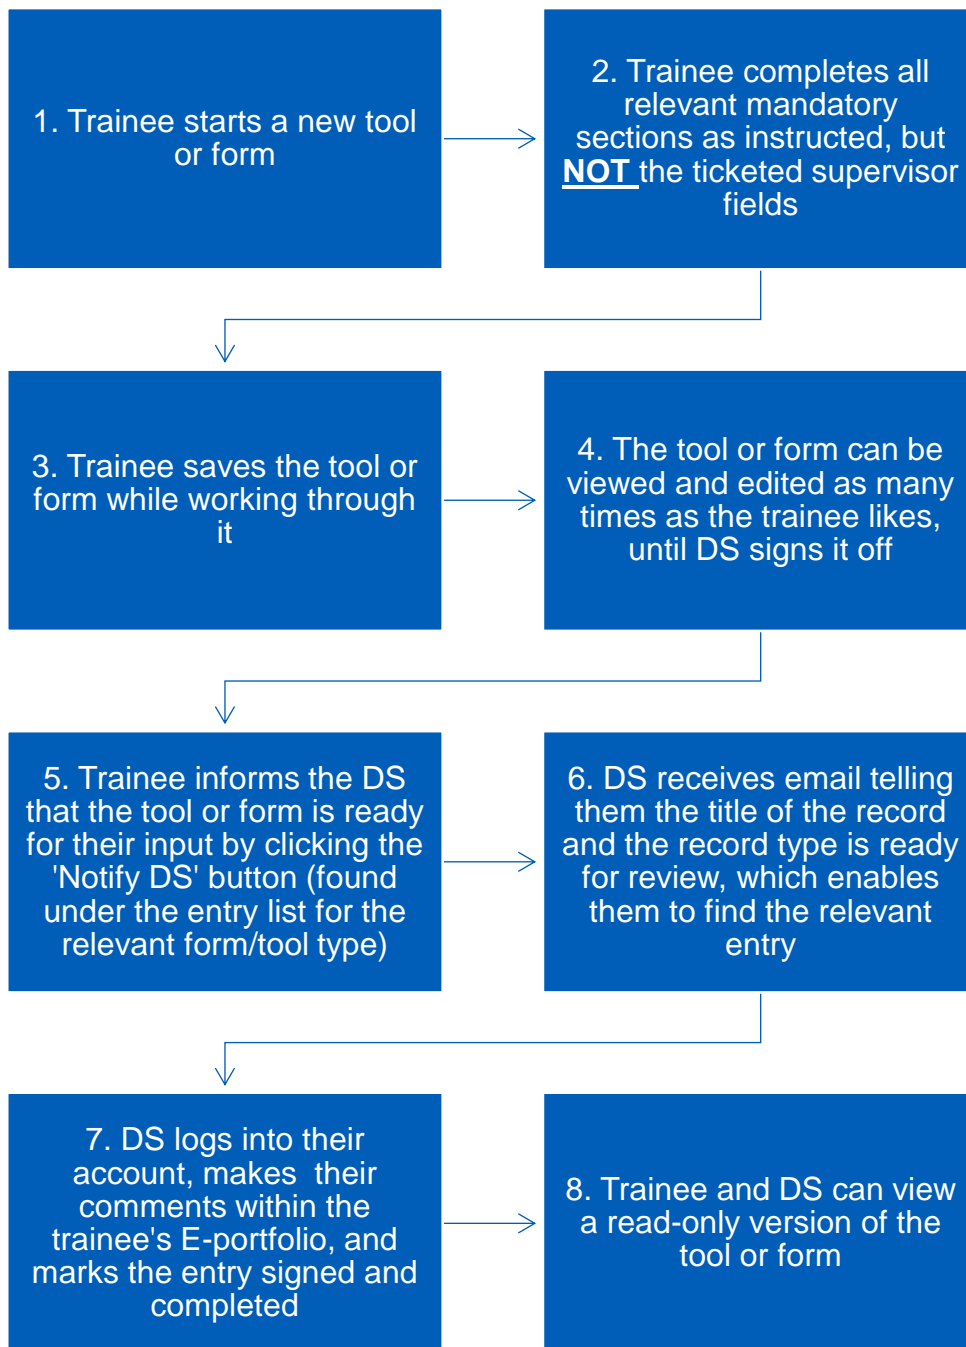 1. Trainee starts a new tool
or form
2. Trainee completes all
relevant mandatory
sections as instructed, but
NOT the ticketed supervisor
fields
3. Trainee saves the tool or
form while working through
it
4. The tool or form can be
viewed and edited as many
times as the trainee likes,
until DS signs it off
5. Trainee informs the DS
that the tool or form is ready
for their input by clicking the
'Notify DS' button (found
under the entry list for the
relevant form/tool type)
6. DS receives email telling
them the title of the record
and the record type is ready
for review, which enables
them to find the relevant
entry
7. DS logs into their
account, makes  their
comments within the
trainee's E-portfolio, and
marks the entry signed and
completed
8. Trainee and DS can view
a read-only version of the
tool or form